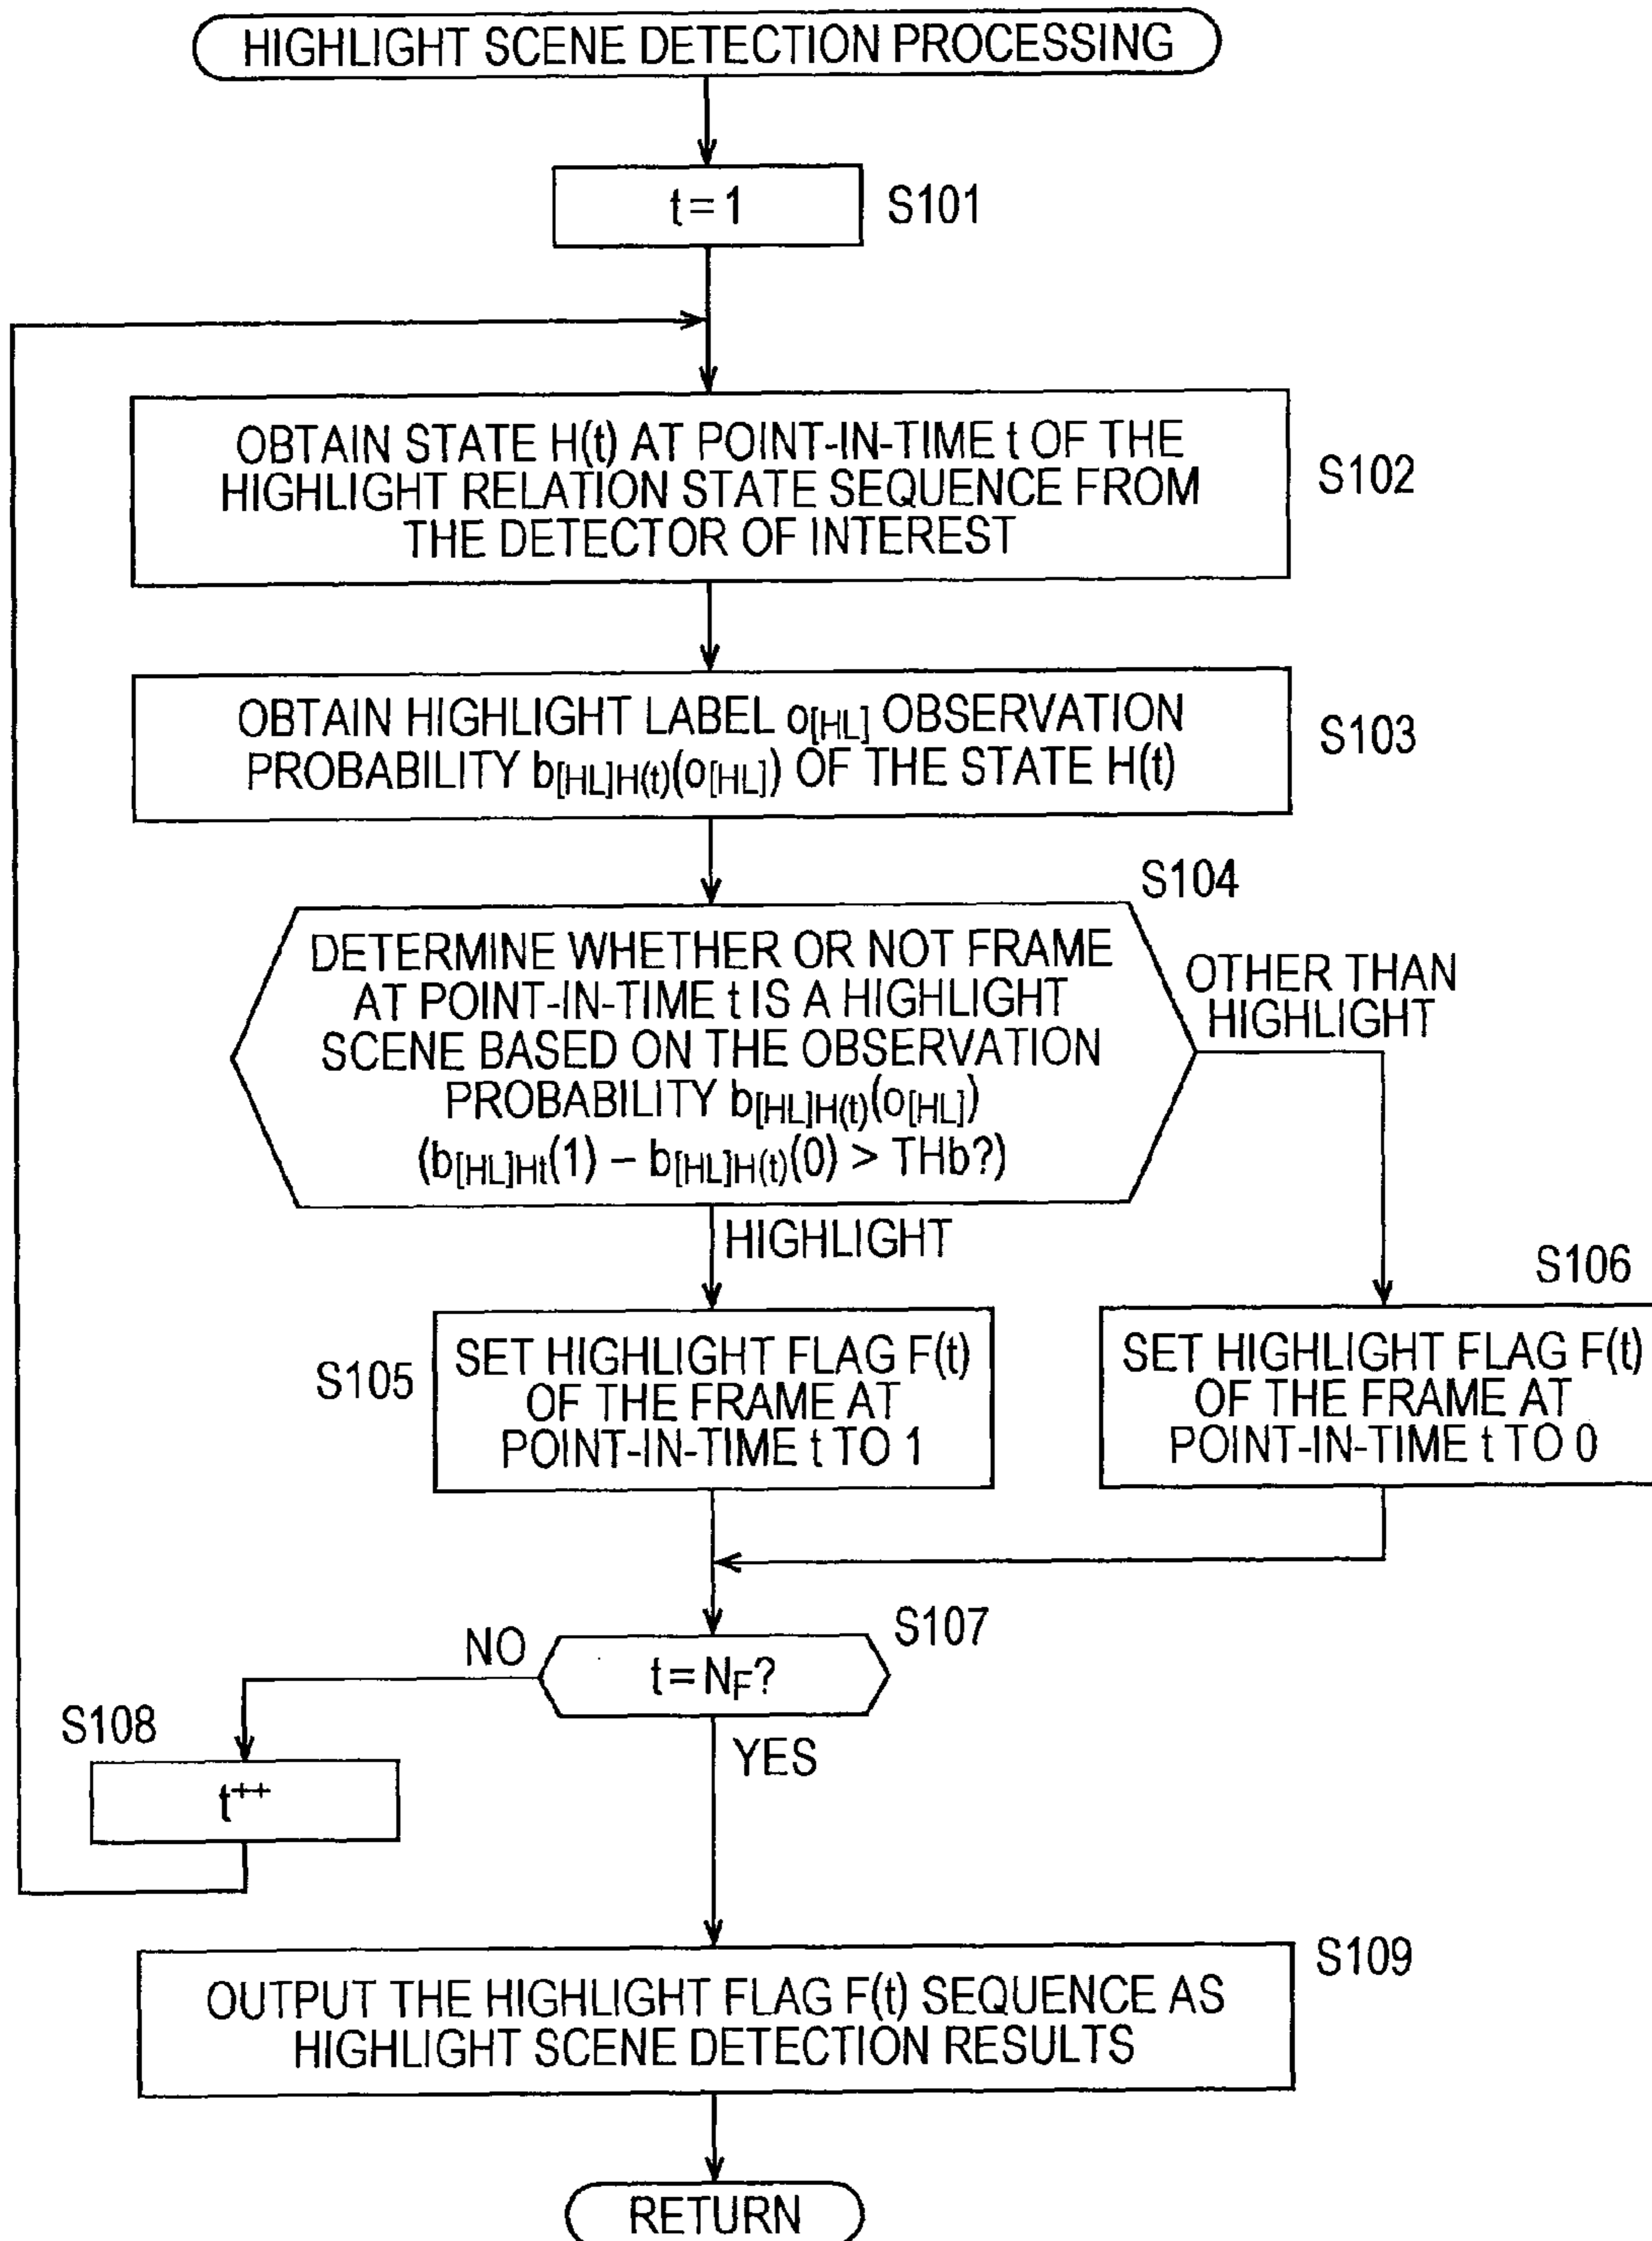 HIGHLIGHT SCENE DETECTION PROCESSING
t = 1
S101
OBTAIN STATE H(t) AT POINT-IN-TIME t OF THE
HIGHLIGHT RELATION STATE SEQUENCE FROM
THE DETECTOR OF INTEREST
S102
OBTAIN HIGHLIGHT LABEL o[HL] OBSERVATION
PROBABILITY b[HL]H(t)(o[HL]) OF THE STATE H(t)
S103
S104
DETERMINE WHETHER OR NOT FRAME
AT POINT-IN-TIME t IS A HIGHLIGHT
SCENE BASED ON THE OBSERVATION
PROBABILITY b[HL]H(t)(o[HL])
(b[HL]Ht(1) – b[HL]H(t)(0) > THb?)
OTHER THAN
HIGHLIGHT
HIGHLIGHT
S105
SET HIGHLIGHT FLAG F(t)
OF THE FRAME AT
POINT-IN-TIME t TO 1
S106
SET HIGHLIGHT FLAG F(t)
OF THE FRAME AT
POINT-IN-TIME t TO 0
S107
t = NF?
NO
YES
S108
t++
S109
OUTPUT THE HIGHLIGHT FLAG F(t) SEQUENCE AS
HIGHLIGHT SCENE DETECTION RESULTS
RETURN